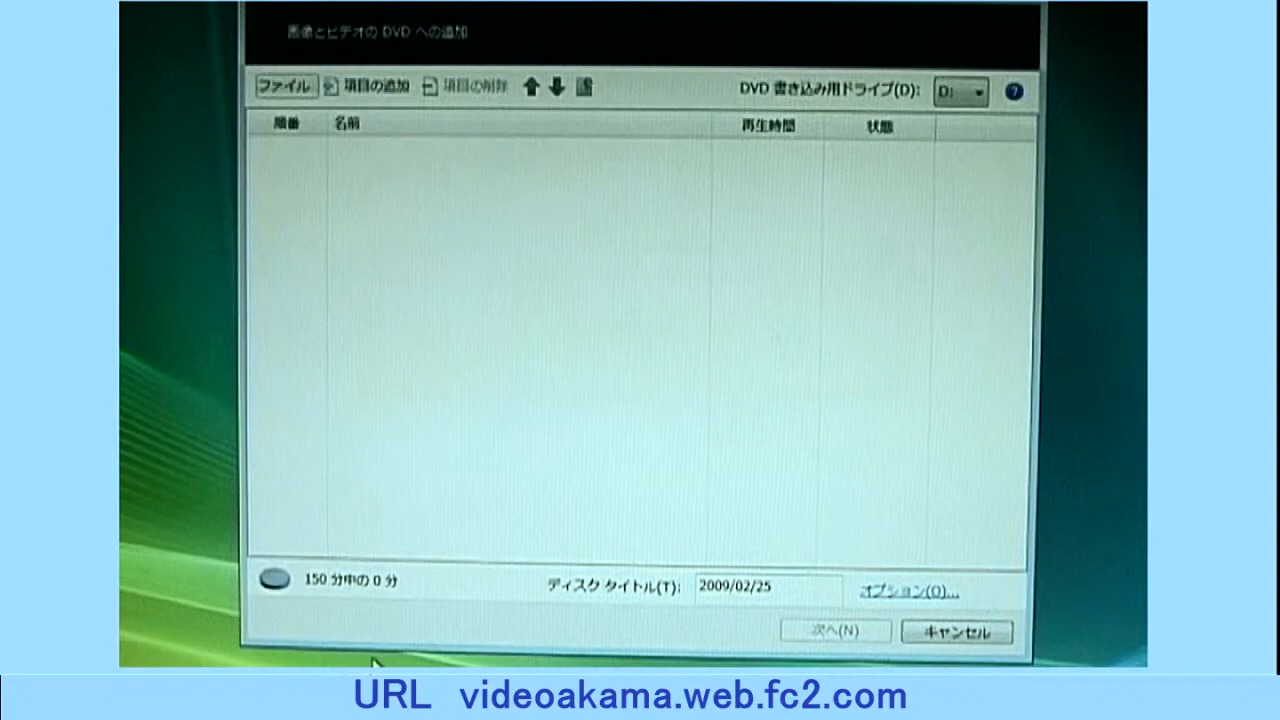 画像とビデオの DVD への追加
ファイル 項目の追加 項目の削除 DVD 書き込み用ドライブ(D): D:
順番 名前 再生時間 状態
150 分中の 0 分 ディスク タイトル(T): 2009/02/25 オプション(O)...
次へ(N) キャンセル
URL videoakama.web.fc2.com